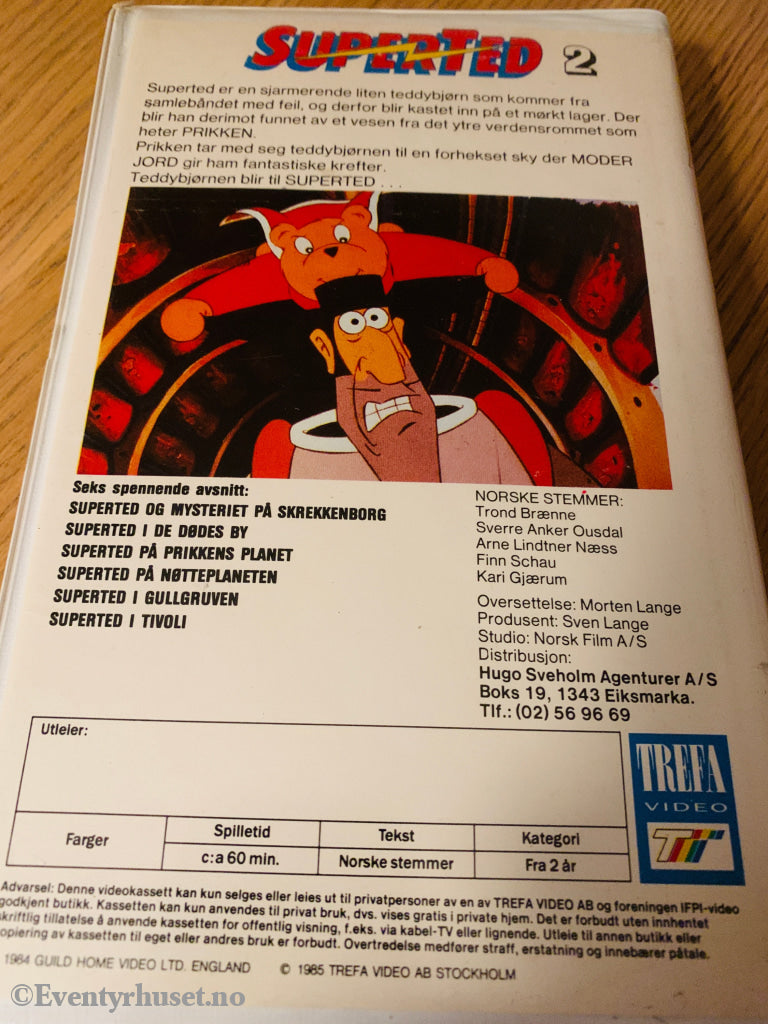 SUPERTED 2
Superted er en sjarmerende liten teddybjørn som kommer fra
samlebåndet med feil, og derfor blir kastet inn på et mørkt lager. Der
blir han derimot funnet av et vesen fra det ytre verdensrommet som
heter PRIKKEN.
Prikken tar med seg teddybjørnen til en forhekset sky der MODER
JORD gir ham fantastiske krefter.
Teddybjørnen blir til SUPERTED . . .
Seks spennende avsnitt:
SUPERTED OG MYSTERIET PÅ SKREKKENBORG
SUPERTED I DE DØDES BY
SUPERTED PÅ PRIKKENS PLANET
SUPERTED PÅ NØTTEPLANETEN
SUPERTED I GULLGRUVEN
SUPERTED I TIVOLI
NORSKE STEMMER:
Trond Brænne
Sverre Anker Ousdal
Arne Lindtner Næss
Finn Schau
Kari Gjærum
Oversettelse: Morten Lange
Produsent: Sven Lange
Studio: Norsk Film A/S
Distribusjon:
Hugo Sveholm Agenturer A/S
Boks 19, 1343 Eiksmarka.
Tlf.: (02) 56 96 69
Utleier:
TREFA
VIDEO
Farger
Spilletid
c:a 60 min.
Tekst
Norske stemmer
Kategori
Fra 2 år
Advarsel: Denne videokassett kan kun selges eller leies ut til privatpersoner av en av TREFA VIDEO AB og foreningen IFPI-video
godkjent butikk. Kassetten kan kun anvendes til privat bruk, dvs. vises gratis i private hjem. Det er forbudt uten innhentet
skriftlig tillatelse å anvende kassetten for offentlig visning, f.eks. via kabel-TV eller lignende. Utleie til annen butikk eller
opiering av kassetten til eget eller andres bruk er forbudt. Overtredelse medfører straff, erstatning og innebærer påtale.
1984 GUILD HOME VIDEO LTD. ENGLAND © 1985 TREFA VIDEO AB STOCKHOLM
©Eventyrhuset.no